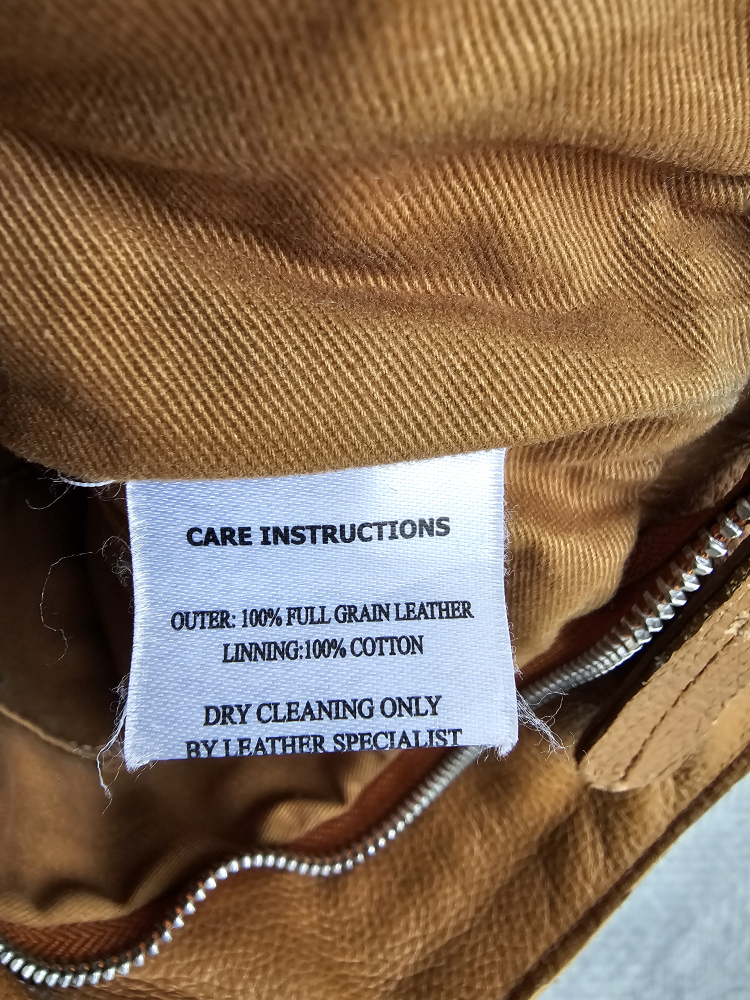 CARE INSTRUCTIONS
OUTER: 100% FULL GRAIN LEATHER
LINNING:100% COTTON
DRY CLEANING ONLY
BY LEATHER SPECIALIST